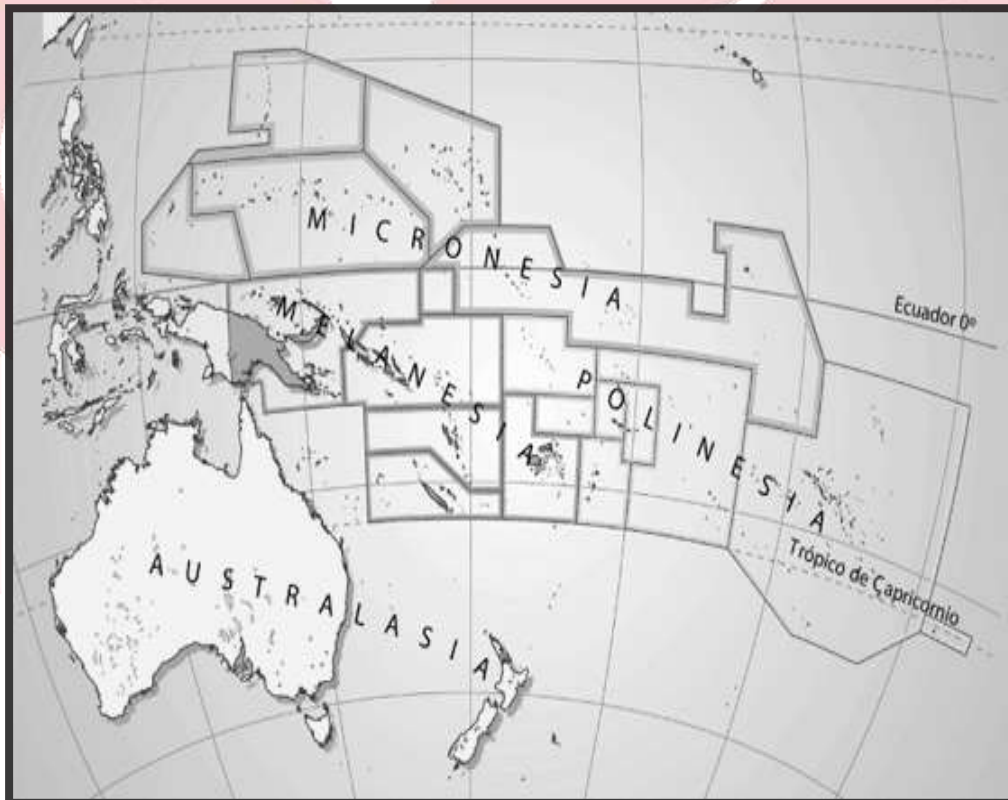 MICRONESIA
Ecuador 0º
MELANESIA
POLINESIA
Trópico de Capricornio
AUSTRALASIA